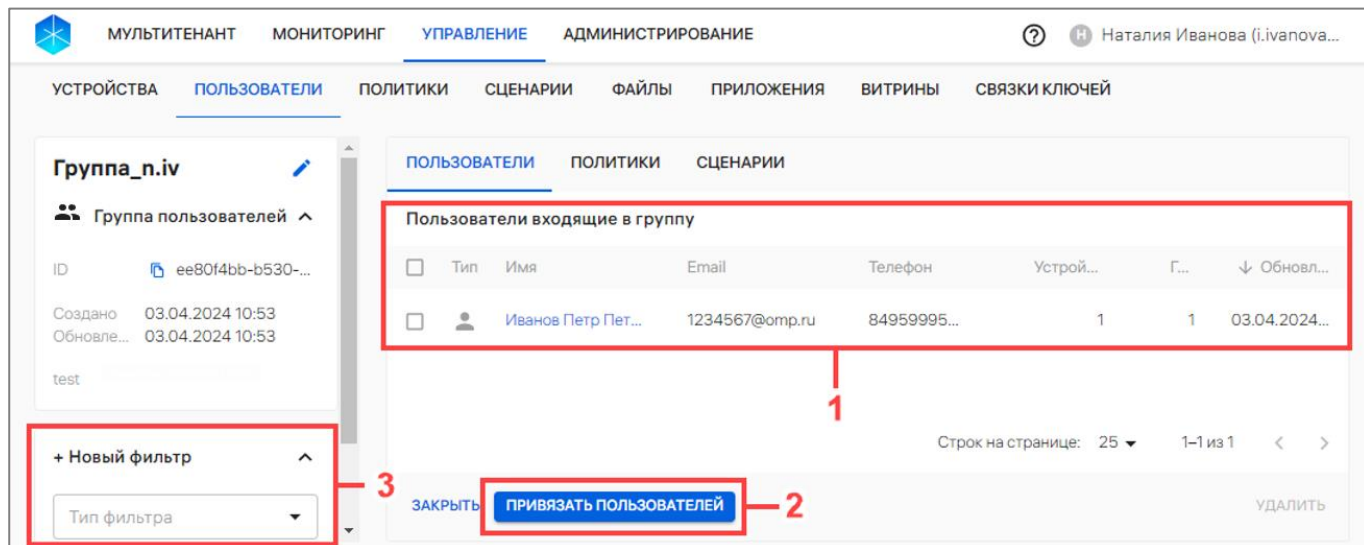 МУЛЬТИТЕНАНТ МОНИТОРИНГ УПРАВЛЕНИЕ АДМИНИСТРИРОВАНИЕ ? Н Наталия Иванова (i.ivanova...
УСТРОЙСТВА ПОЛЬЗОВАТЕЛИ ПОЛИТИКИ СЦЕНАРИИ ФАЙЛЫ ПРИЛОЖЕНИЯ ВИТРИНЫ СВЯЗКИ КЛЮЧЕЙ
Группа_n.iv
Группа пользователей
ID ee80f4bb-b530-...
Создано 03.04.2024 10:53
Обновле... 03.04.2024 10:53
test
+ Новый фильтр
Тип фильтра
3
ПОЛЬЗОВАТЕЛИ ПОЛИТИКИ СЦЕНАРИИ
Пользователи входящие в группу
Тип Имя Email Телефон Устрой... Г... ↓ Обновл...
Иванов Петр Пет... 1234567@omp.ru 84959995... 1 1 03.04.2024...
1
Строк на странице: 25 1–1 из 1 < >
ЗАКРЫТЬ ПРИВЯЗАТЬ ПОЛЬЗОВАТЕЛЕЙ 2 УДАЛИТЬ